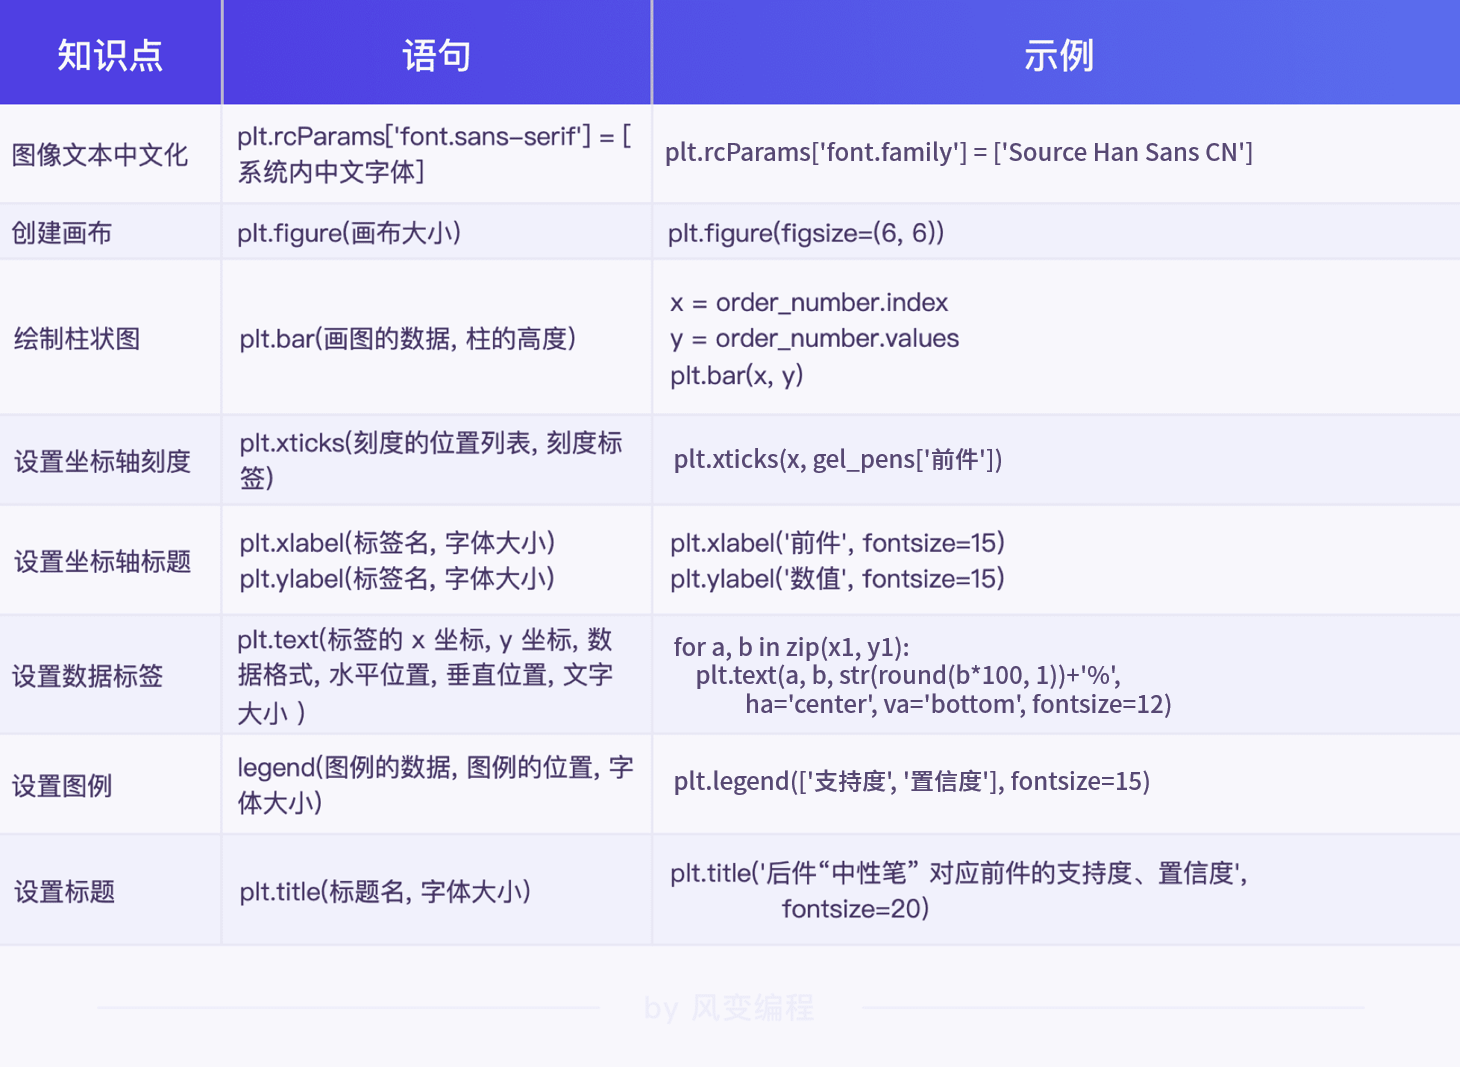 知识点
语句
示例
图像文本中文化
plt.rcParams['font.sans-serif'] = [
系统内中文字体]
plt.rcParams['font.family'] = ['Source Han Sans CN']
创建画布
plt.figure(画布大小)
plt.figure(figsize=(6, 6))
绘制柱状图
plt.bar(画图的数据, 柱的高度)
x = order_number.index
y = order_number.values
plt.bar(x, y)
设置坐标轴刻度
plt.xticks(刻度的位置列表, 刻度标
签)
plt.xticks(x, gel_pens['前件'])
设置坐标轴标题
plt.xlabel(标签名, 字体大小)
plt.ylabel(标签名, 字体大小)
plt.xlabel('前件', fontsize=15)
plt.ylabel('数值', fontsize=15)
设置数据标签
plt.text(标签的 x 坐标, y 坐标, 数
据格式, 水平位置, 垂直位置, 文字
大小 )
for a, b in zip(x1, y1):
plt.text(a, b, str(round(b*100, 1))+'%',
ha='center', va='bottom', fontsize=12)
设置图例
legend(图例的数据, 图例的位置, 字
体大小)
plt.legend(['支持度', '置信度'], fontsize=15)
设置标题
plt.title(标题名, 字体大小)
plt.title('后件“中性笔” 对应前件的支持度、置信度',
fontsize=20)
by 风变编程